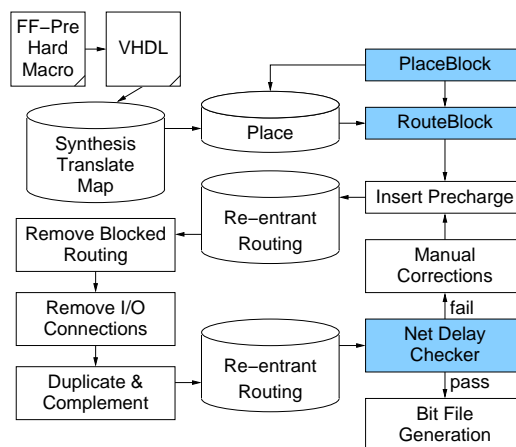 FF−Pre
Hard
Macro
VHDL
PlaceBlock
Synthesis
Translate
Map
Place
RouteBlock
Re−entrant
Routing
Insert Precharge
Remove Blocked
Routing
Manual
Corrections
Remove I/O
Connections
fail
Re−entrant
Routing
Net Delay
Checker
Duplicate &
Complement
pass
Bit File
Generation